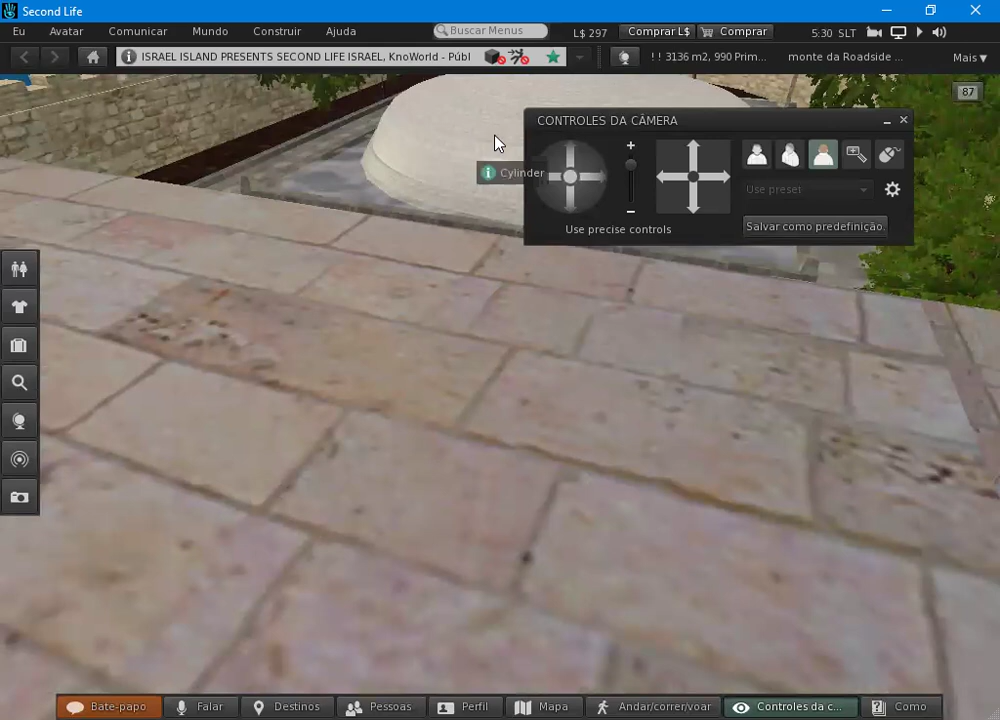 Second Life
Eu Avatar Comunicar Mundo Construir Ajuda Buscar Menus L$ 297 Comprar L$ Comprar 5:30 SLT
ISRAEL ISLAND PRESENTS SECOND LIFE ISRAEL, KnoWorld - Públ ! ! 3136 m2, 990 Prim... monte da Roadside ... Mais
87
CONTROLES DA CÂMERA
Cylinder
Use preset
Use precise controls
Salvar como predefinição.
Bate-papo Falar Destinos Pessoas Perfil Mapa Andar/correr/voar Controles da c... Como